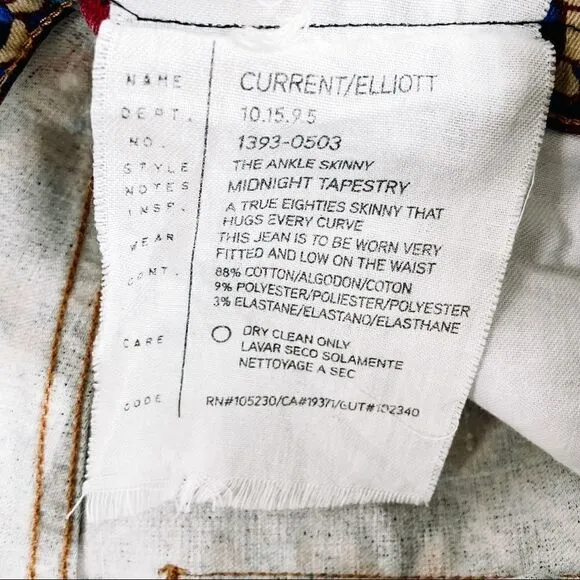 NAME CURRENT/ELLIOTT
DEPT. 10.15.9.5
NO. 1393-0503
STYLE THE ANKLE SKINNY
NOTES MIDNIGHT TAPESTRY
INSP. A TRUE EIGHTIES SKINNY THAT
HUGS EVERY CURVE
WEAR THIS JEAN IS TO BE WORN VERY
FITTED AND LOW ON THE WAIST
CONT. 88% COTTON/ALGODON/COTON
9% POLYESTER/POLIESTER/POLYESTER
3% ELASTANE/ELASTANO/ELASTHANE
CARE DRY CLEAN ONLY
LAVAR SECO SOLAMENTE
NETTOYAGE A SEC
CODE RN#105230/CA#19371/GUT#102340